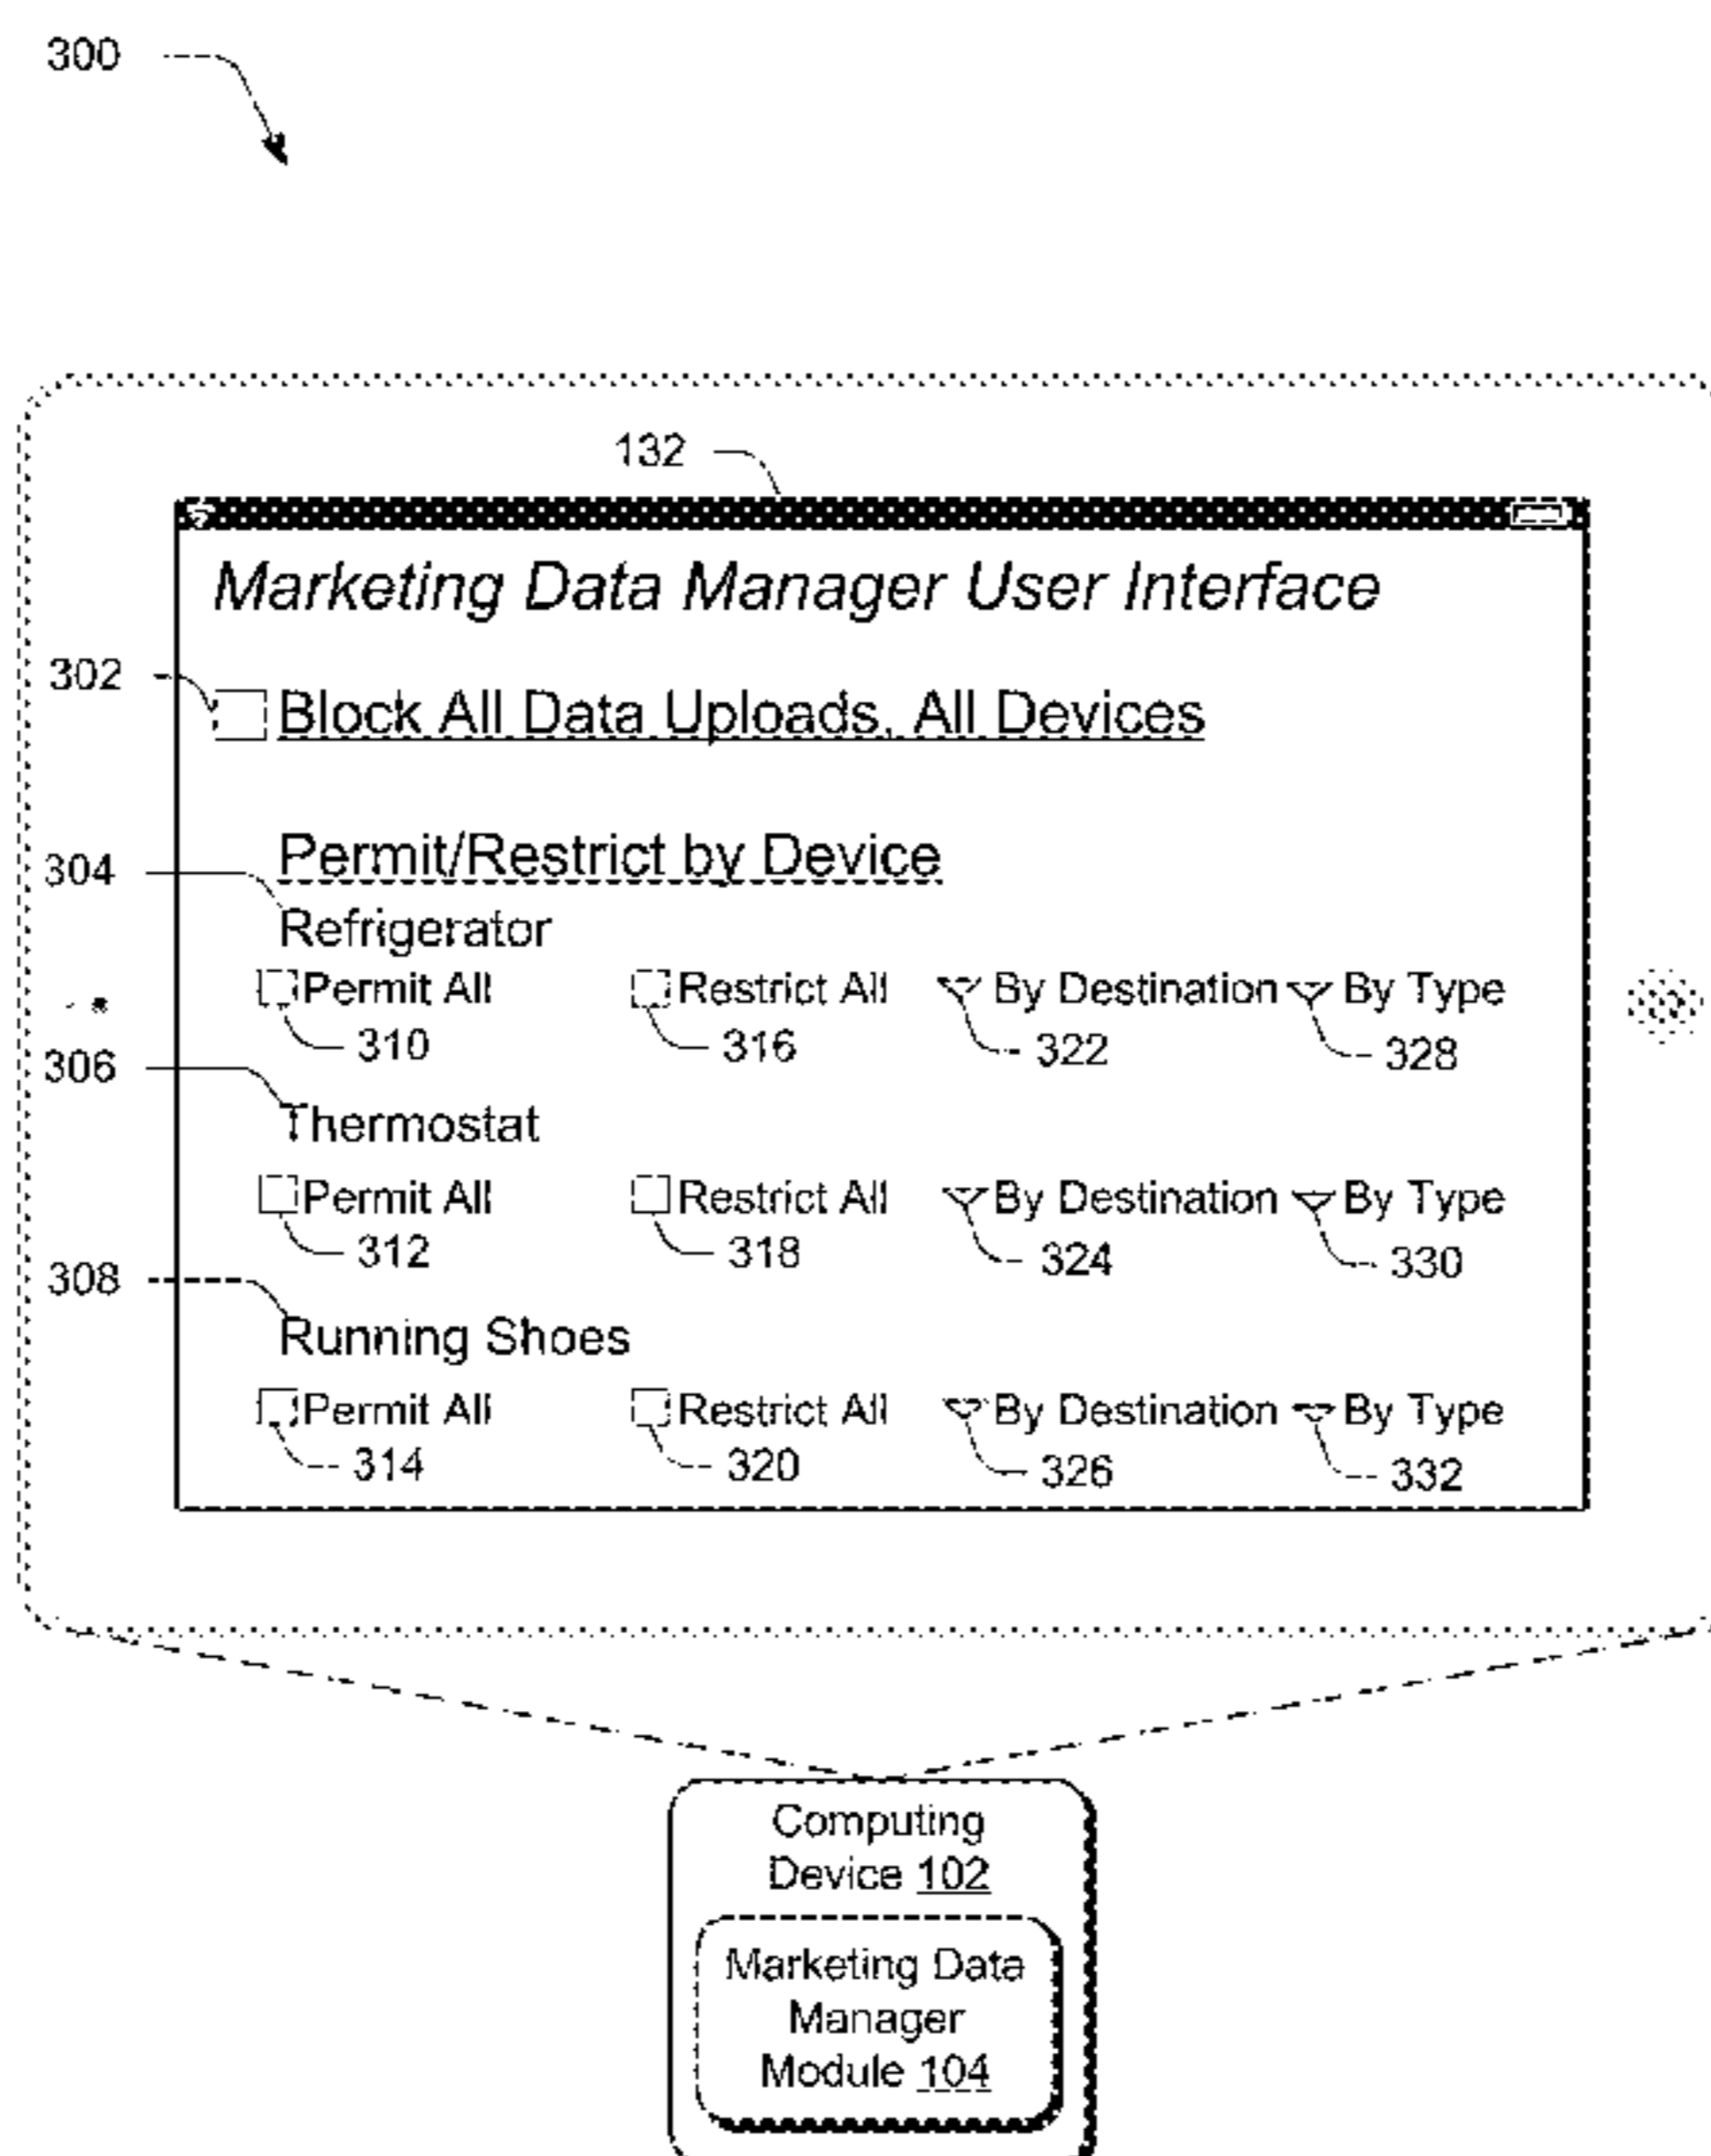 300
132
Marketing Data Manager User Interface
302
Block All Data Uploads, All Devices
Permit/Restrict by Device
304
Refrigerator
Permit All Restrict All By Destination By Type
310 316 322 328
306
Thermostat
Permit All Restrict All By Destination By Type
312 318 324 330
308
Running Shoes
Permit All Restrict All By Destination By Type
314 320 326 332
Computing
Device 102
Marketing Data
Manager
Module 104